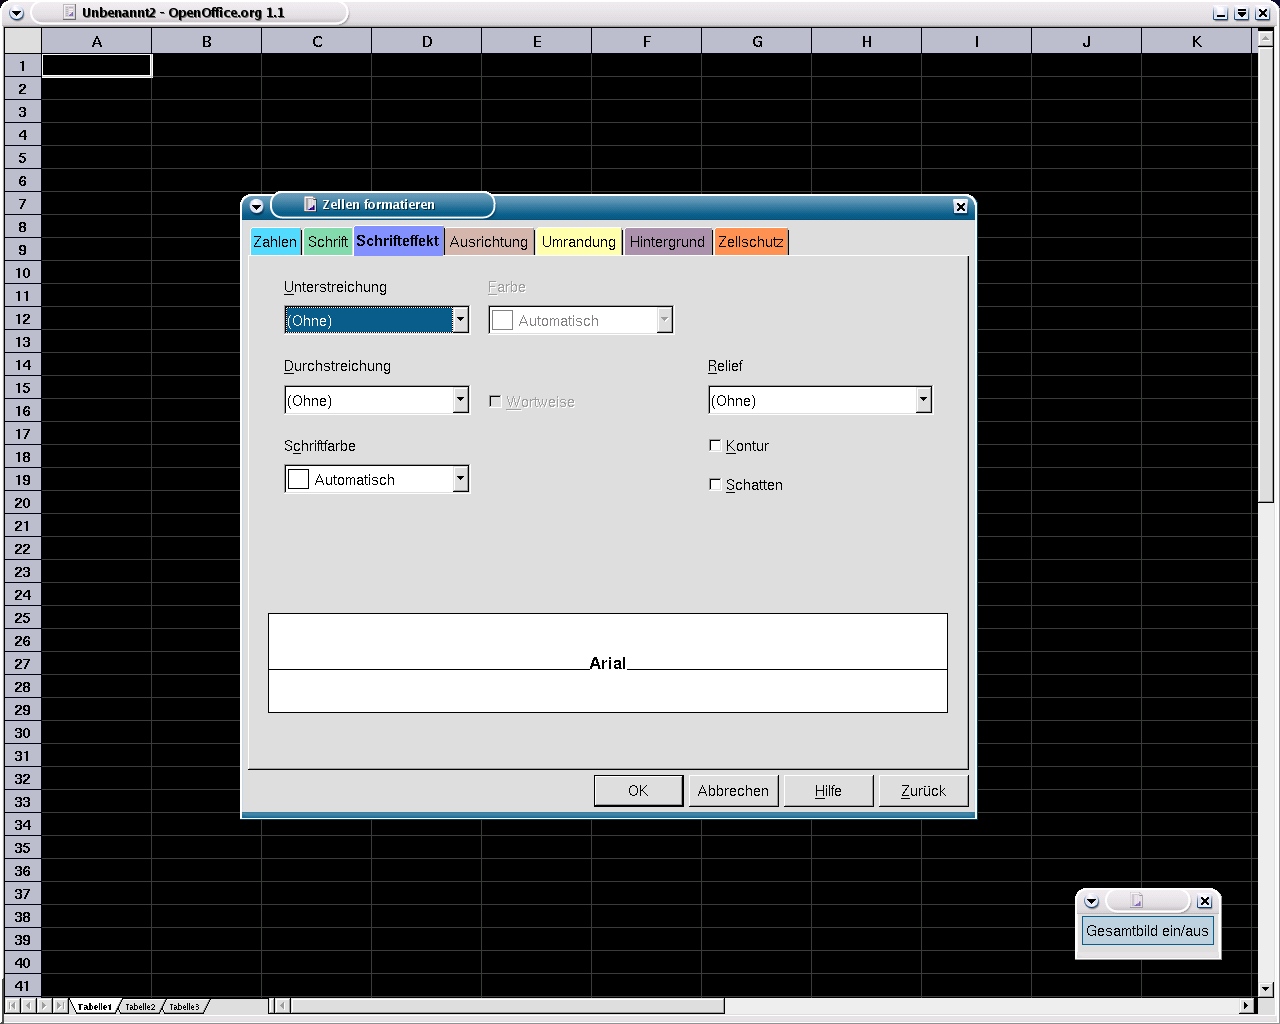 Unbenannt2 - OpenOffice.org 1.1
A B C D E F G H I J K
1
2
3
4
5
6
7
8
9
10
11
12
13
14
15
16
17
18
19
20
21
22
23
24
25
26
27
28
29
30
31
32
33
34
35
36
37
38
39
40
41
Zellen formatieren
Zahlen Schrift Schrifteffekt Ausrichtung Umrandung Hintergrund Zellschutz
Unterstreichung Farbe
(Ohne) Automatisch
Durchstreichung Relief
(Ohne) Wortweise (Ohne)
Schriftfarbe Kontur
Automatisch Schatten
Arial
OK Abbrechen Hilfe Zurück
Gesamtbild ein/aus
Tabelle1 Tabelle2 Tabelle3